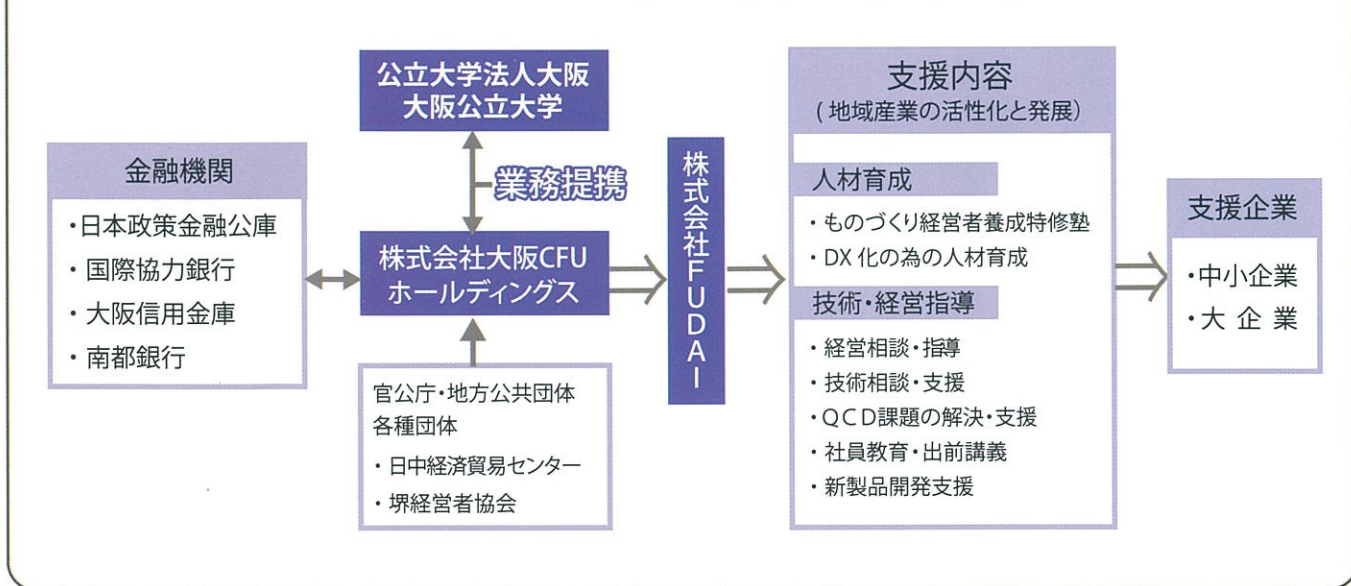 公立大学法人大阪
大阪公立大学
業務提携
金融機関
・日本政策金融公庫
・国際協力銀行
・大阪信用金庫
・南都銀行
株式会社大阪CFU
ホールディングス
官公庁・地方公共団体
各種団体
・日中経済貿易センター
・堺経営者協会
株式会社FUDAI
支援内容
(地域産業の活性化と発展)
人材育成
・ものづくり経営者養成特修塾
・DX化の為の人材育成
技術・経営指導
・経営相談・指導
・技術相談・支援
・QCD課題の解決・支援
・社員教育・出前講義
・新製品開発支援
支援企業
・中小企業
・大 企 業